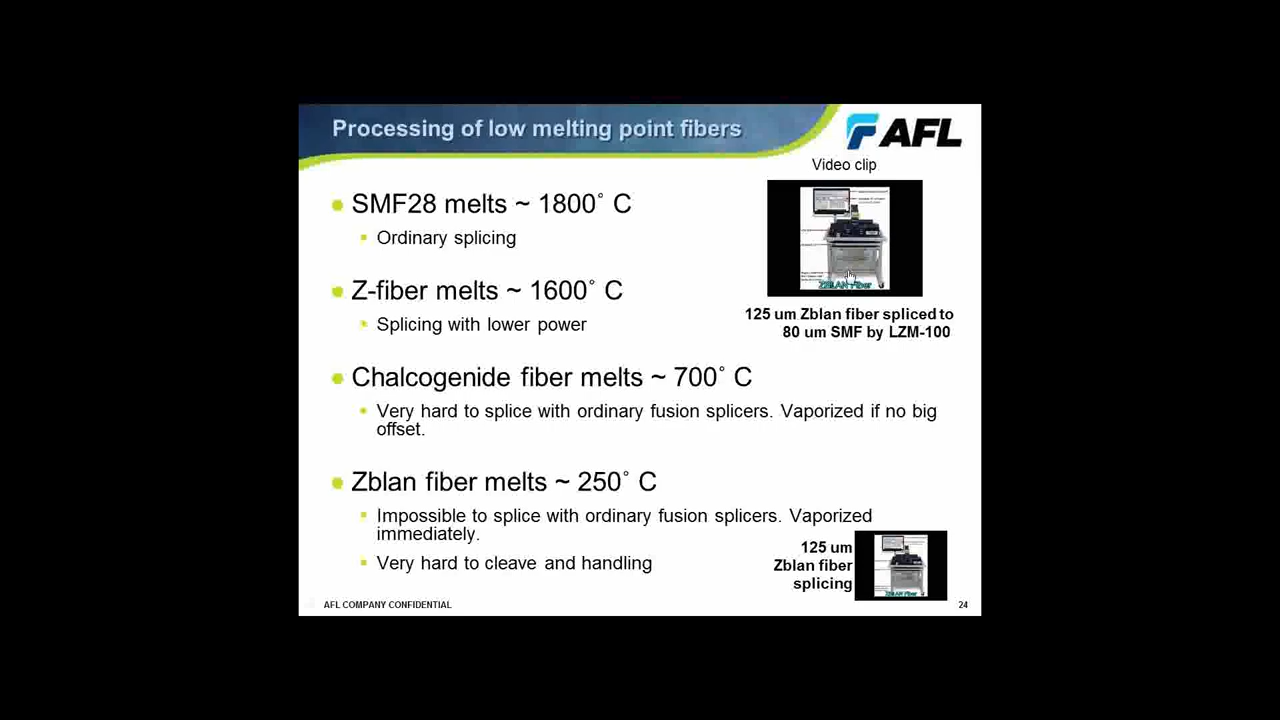 Processing of low melting point fibers
AFL
Video clip
SMF28 melts ~ 1800˚ C
Ordinary splicing
Z-fiber melts ~ 1600˚ C
Splicing with lower power
125 um Zblan fiber spliced to
80 um SMF by LZM-100
Chalcogenide fiber melts ~ 700˚ C
Very hard to splice with ordinary fusion splicers. Vaporized if no big
offset.
Zblan fiber melts ~ 250˚ C
Impossible to splice with ordinary fusion splicers. Vaporized
immediately.
Very hard to cleave and handling
125 um
Zblan fiber
splicing
ZBLAN Fiber
ZBLAN Fiber
AFL COMPANY CONFIDENTIAL
24